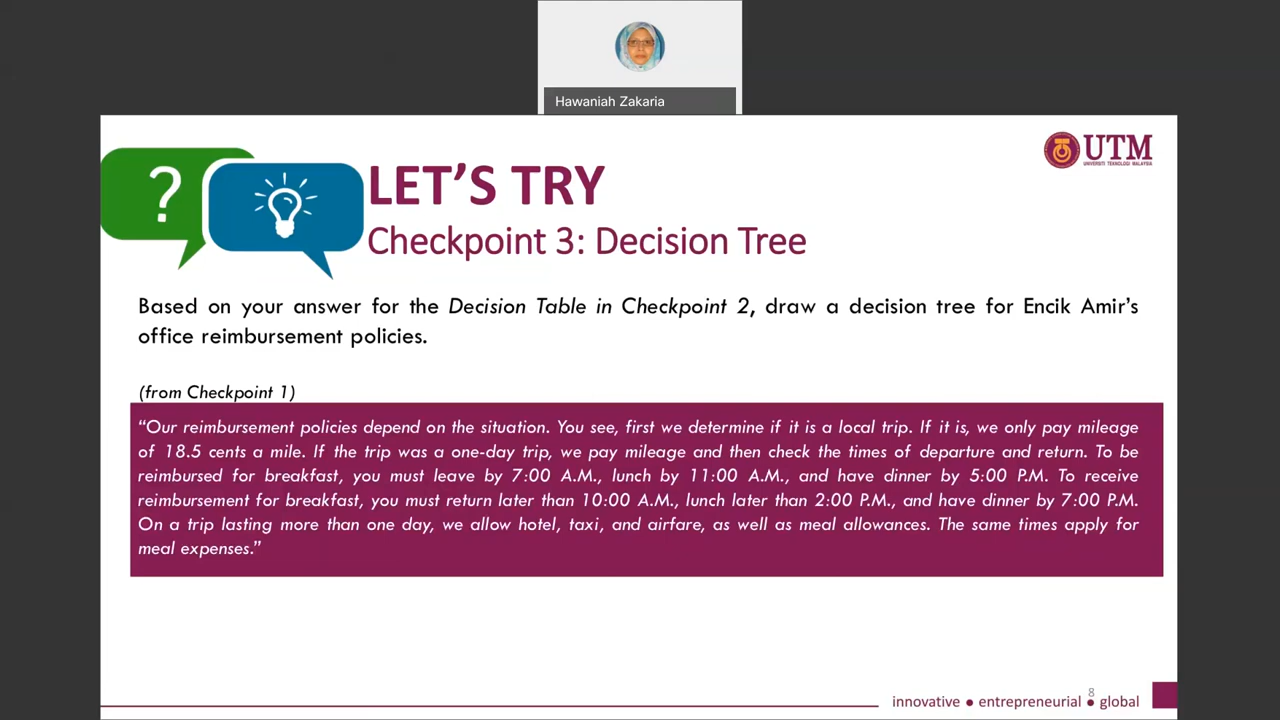 Hawaniah Zakaria
UTM
UNIVERSITI TEKNOLOGI MALAYSIA
?
LET'S TRY
Checkpoint 3: Decision Tree
Based on your answer for the Decision Table in Checkpoint 2, draw a decision tree for Encik Amir's
office reimbursement policies.
(from Checkpoint 1)
“Our reimbursement policies depend on the situation. You see, first we determine if it is a local trip. If it is, we only pay mileage
of 18.5 cents a mile. If the trip was a one-day trip, we pay mileage and then check the times of departure and return. To be
reimbursed for breakfast, you must leave by 7:00 A.M., lunch by 11:00 A.M., and have dinner by 5:00 P.M. To receive
reimbursement for breakfast, you must return later than 10:00 A.M., lunch later than 2:00 P.M., and have dinner by 7:00 P.M.
On a trip lasting more than one day, we allow hotel, taxi, and airfare, as well as meal allowances. The same times apply for
meal expenses.”
8
innovative ● entrepreneurial ● global